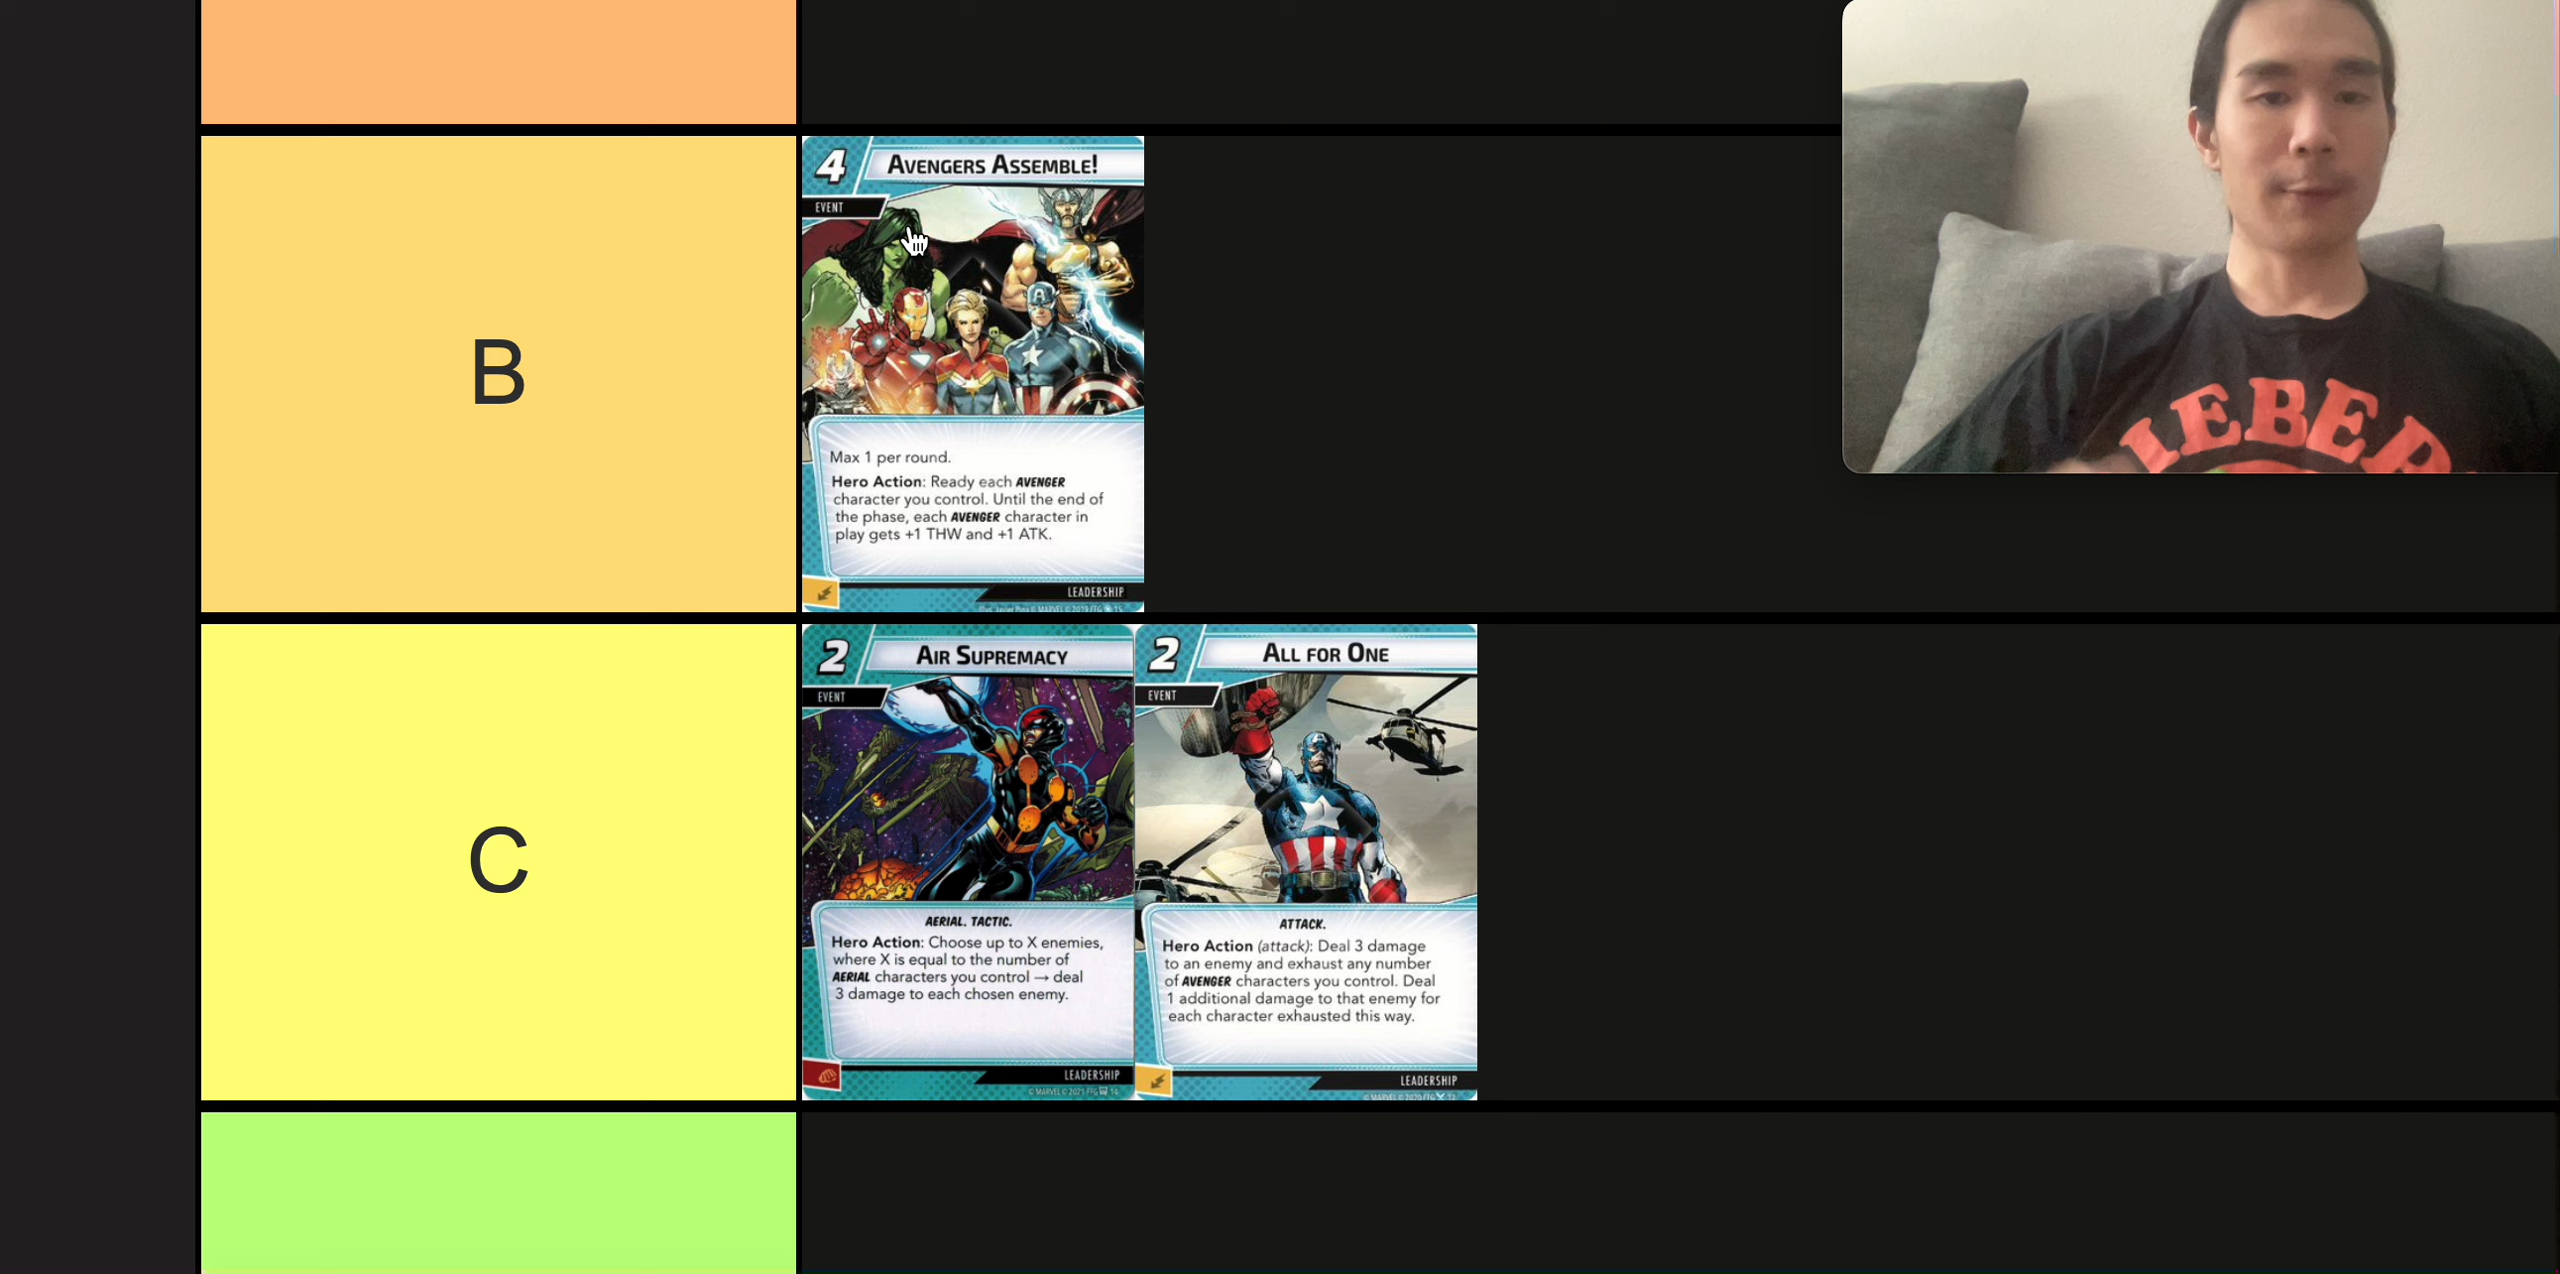 B
4
AVENGERS ASSEMBLE!
EVENT
Max 1 per round.
Hero Action: Ready each AVENGER
character you control. Until the end of
the phase, each AVENGER character in
play gets +1 THW and +1 ATK.
LEADERSHIP
C
2
AIR SUPREMACY
EVENT
AERIAL. TACTIC.
Hero Action: Choose up to X enemies,
where X is equal to the number of
AERIAL characters you control → deal
3 damage to each chosen enemy.
LEADERSHIP
© MARVEL © 2021 FFG 14
2
ALL FOR ONE
EVENT
ATTACK.
Hero Action (attack): Deal 3 damage
to an enemy and exhaust any number
of AVENGER characters you control. Deal
1 additional damage to that enemy for
each character exhausted this way.
LEADERSHIP